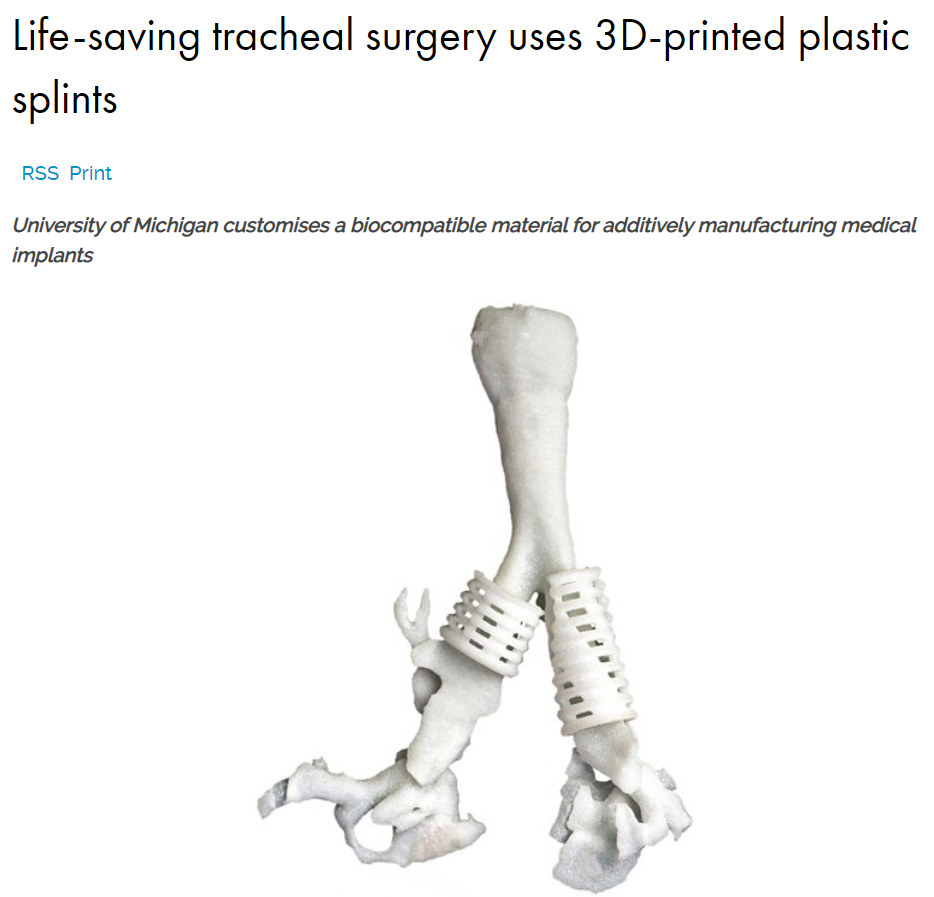 Life-saving tracheal surgery uses 3D-printed plastic
splints
RSS Print
University of Michigan customises a biocompatible material for additively manufacturing medical
implants